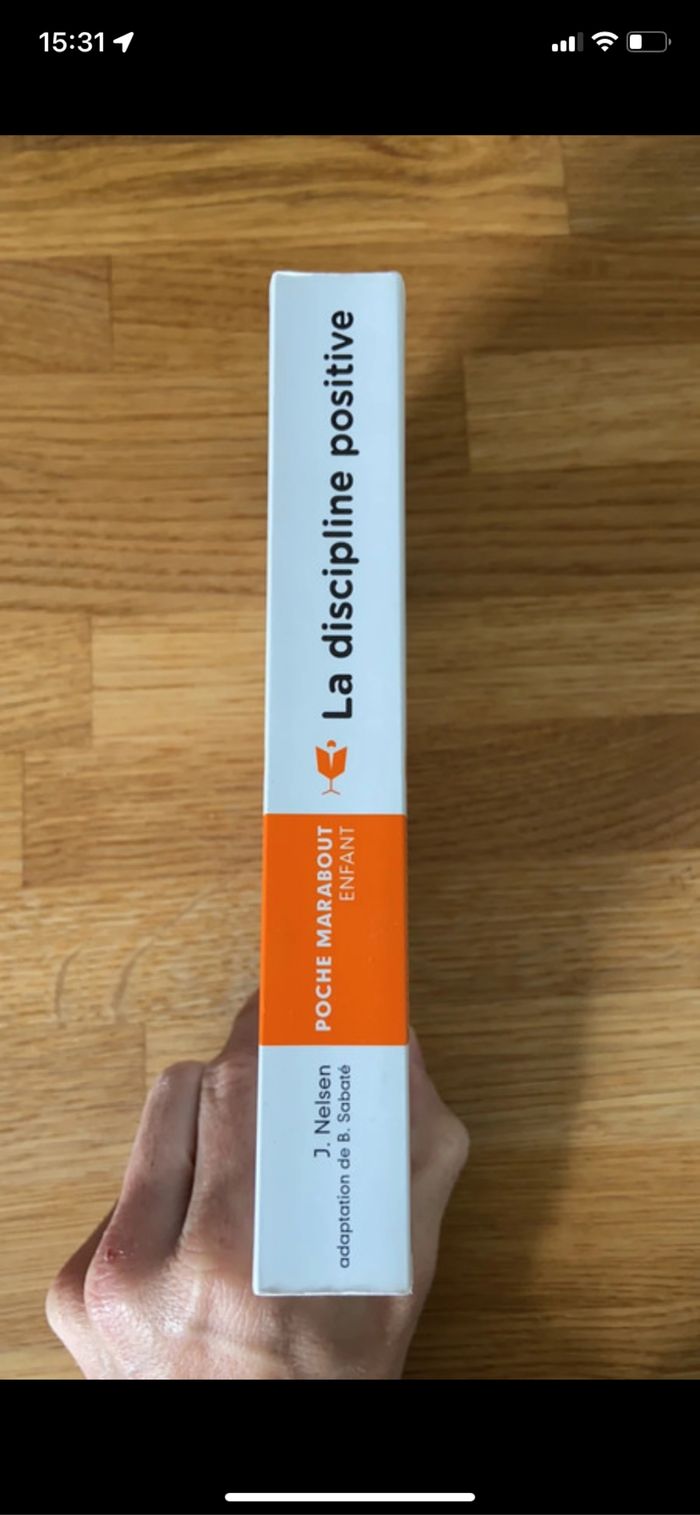 15:31
La discipline positive
POCHE MARABOUT
ENFANT
J. Nelsen
adaptation de B. Sabaté